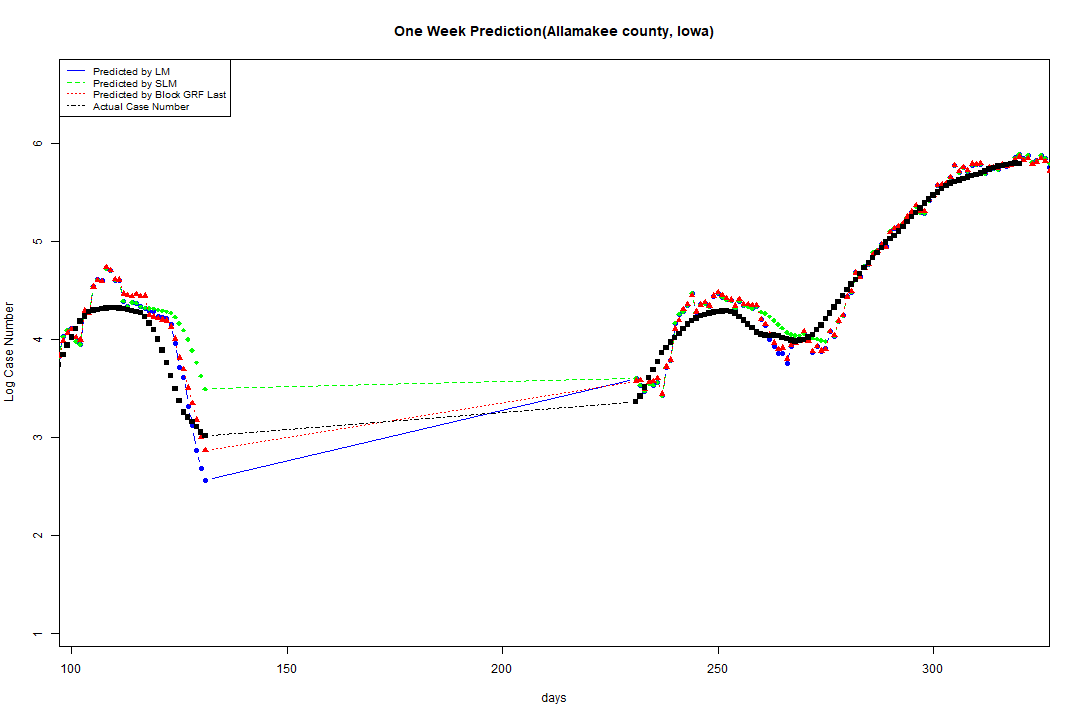 One Week Prediction(Allamakee county, Iowa)
Predicted by LM
Predicted by SLM
Predicted by Block GRF Last
Actual Case Number
Log Case Number
6
5
4
3
2
1
100 150 200 250 300
days